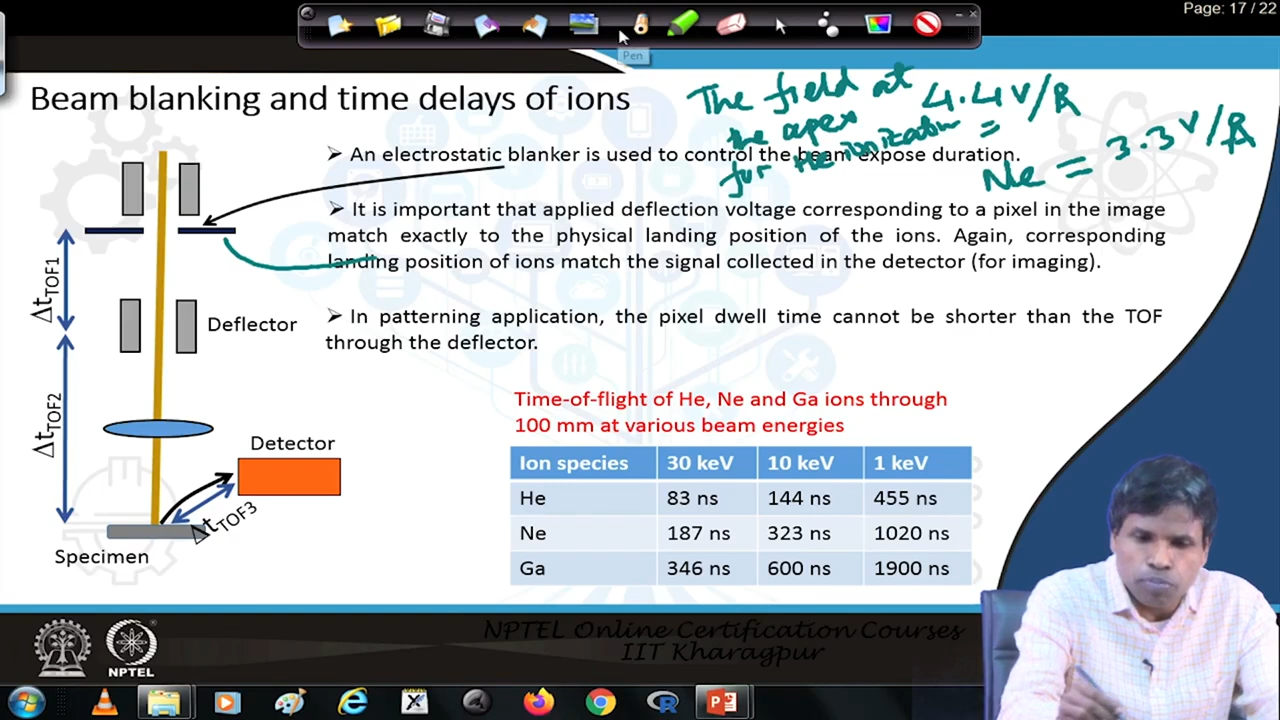 Page: 17 / 22
Pen
Beam blanking and time delays of ions
The field at
the apex
for He ionization = 4.4 V/Å
Ne = 3.3 V/Å
➢ An electrostatic blanker is used to control the beam expose duration.
➢ It is important that applied deflection voltage corresponding to a pixel in the image
match exactly to the physical landing position of the ions. Again, corresponding
landing position of ions match the signal collected in the detector (for imaging).
➢ In patterning application, the pixel dwell time cannot be shorter than the TOF
through the deflector.
ΔtTOF1
Deflector
ΔtTOF2
Detector
ΔtTOF3
Specimen
Time-of-flight of He, Ne and Ga ions through
100 mm at various beam energies
Ion species 30 keV 10 keV 1 keV
He 83 ns 144 ns 455 ns
Ne 187 ns 323 ns 1020 ns
Ga 346 ns 600 ns 1900 ns
NPTEL
NPTEL Online Certification Courses
IIT Kharagpur